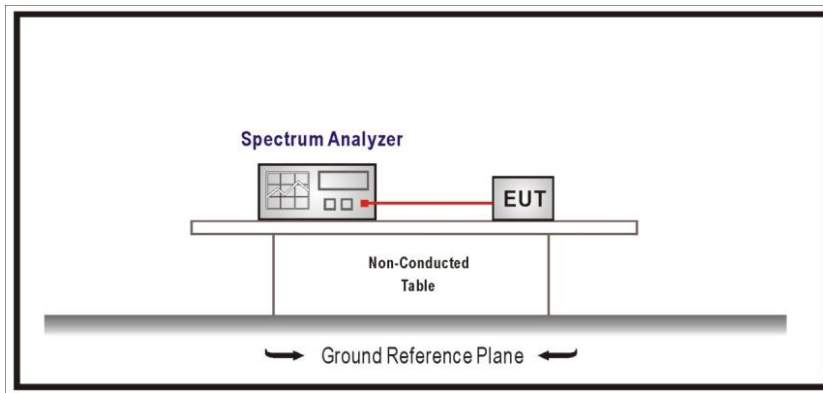 Spectrum Analyzer
EUT
Non-Conducted
Table
Ground Reference Plane